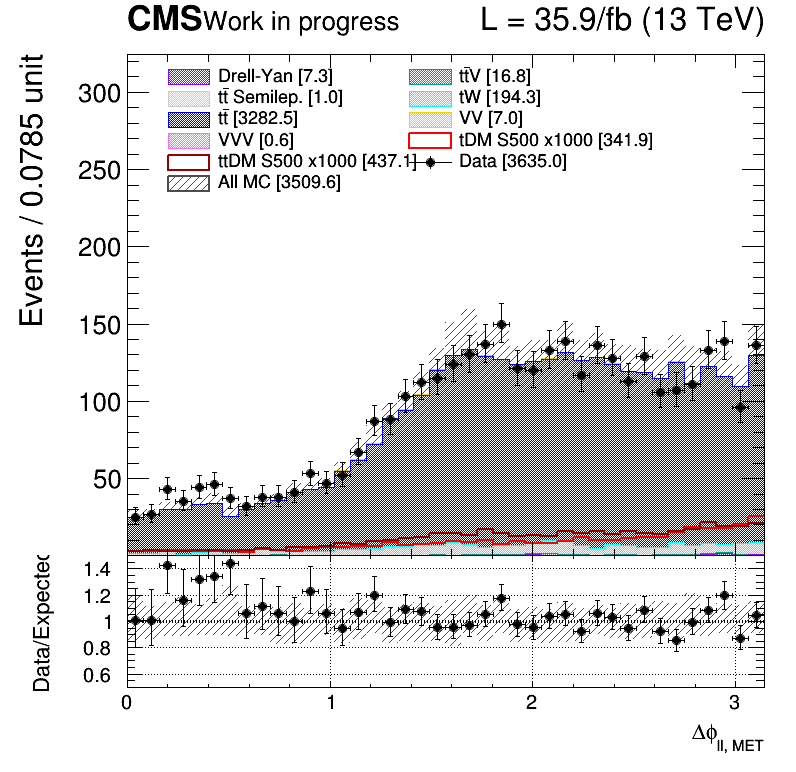 CMS Work in progress L = 35.9/fb (13 TeV)
Events / 0.0785 unit
Drell-Yan [7.3] tt̄V [16.8]
tt̄ Semilep. [1.0] tW [194.3]
tt̄ [3282.5] VV [7.0]
VVV [0.6] tDM S500 x1000 [341.9]
ttDM S500 x1000 [437.1] Data [3635.0]
All MC [3509.6]
300
250
200
150
100
50
Data/Expected
1.4
1.2
1
0.8
0.6
0 1 2 3
Δϕ ll, MET